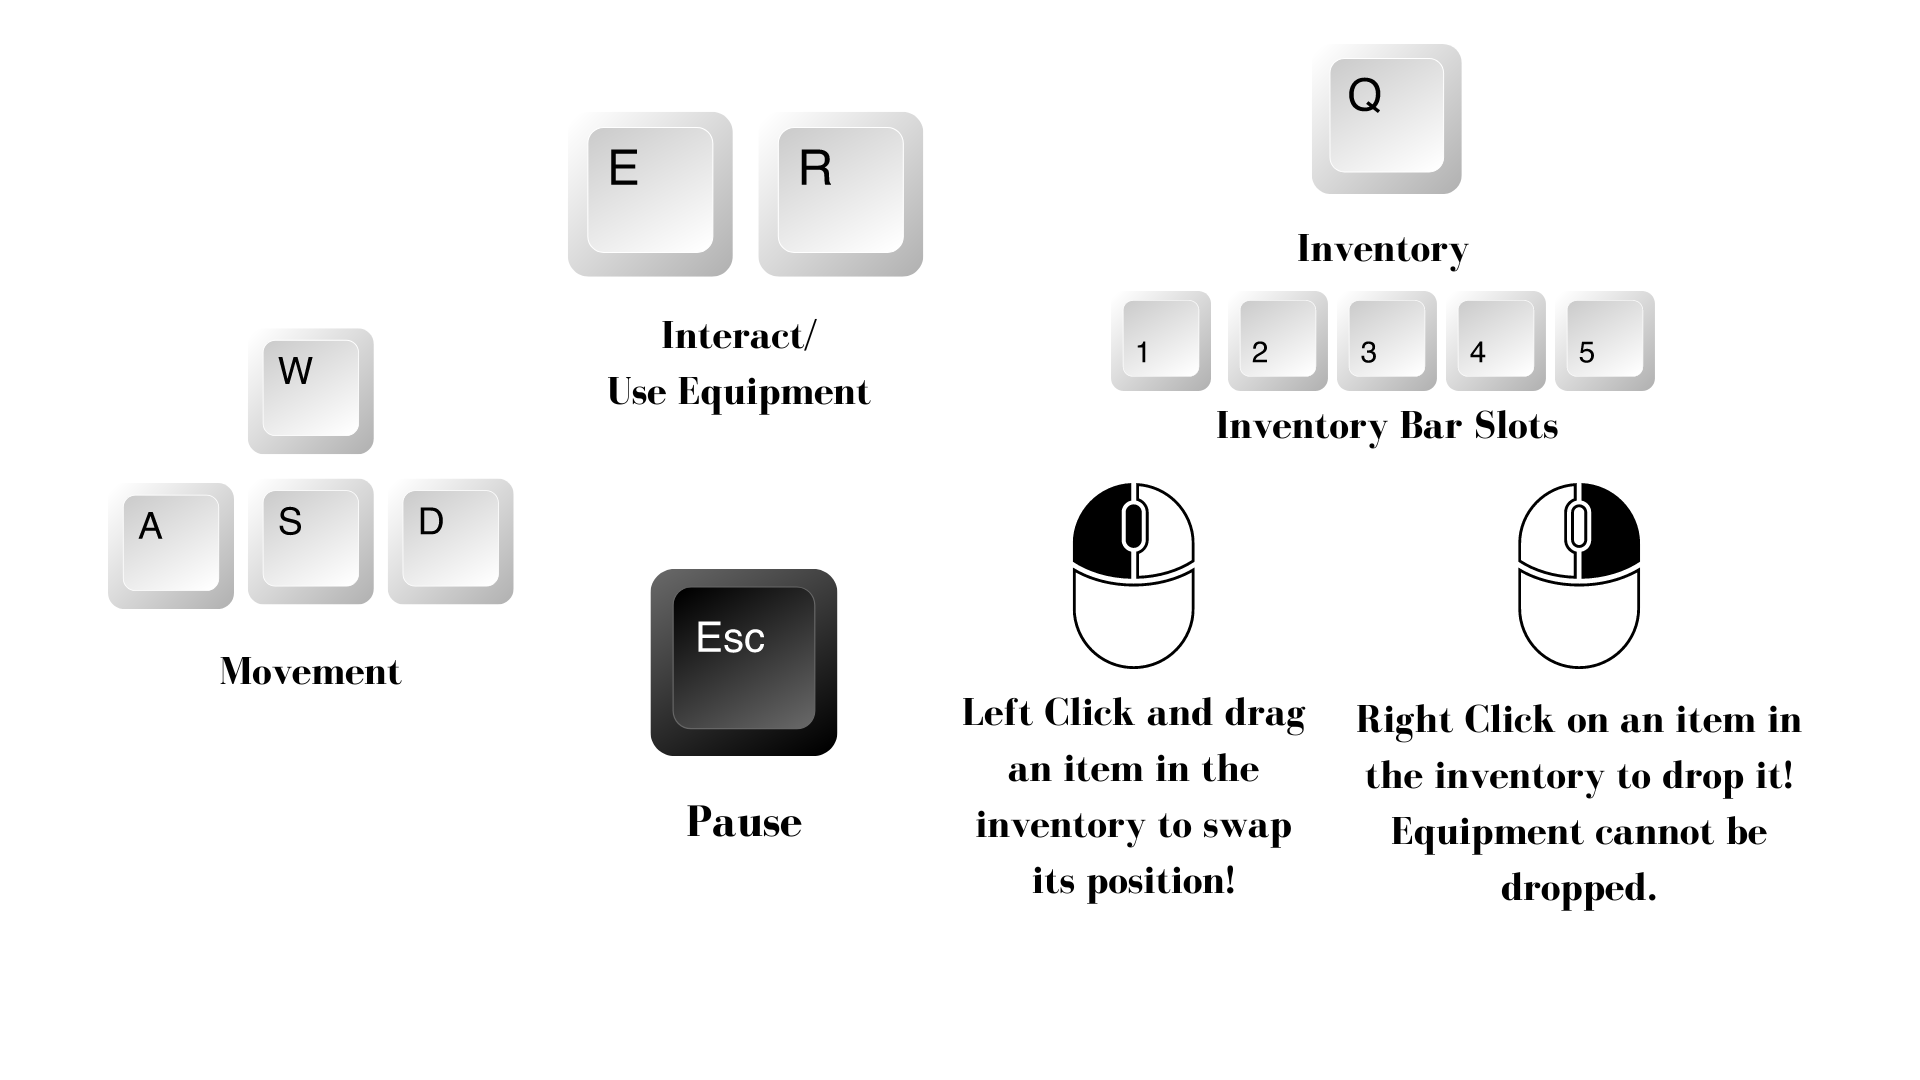 W
A
S
D
Movement
E
R
Interact/
Use Equipment
Esc
Pause
Q
Inventory
1
2
3
4
5
Inventory Bar Slots
Left Click and drag
an item in the
inventory to swap
its position!
Right Click on an item in
the inventory to drop it!
Equipment cannot be
dropped.